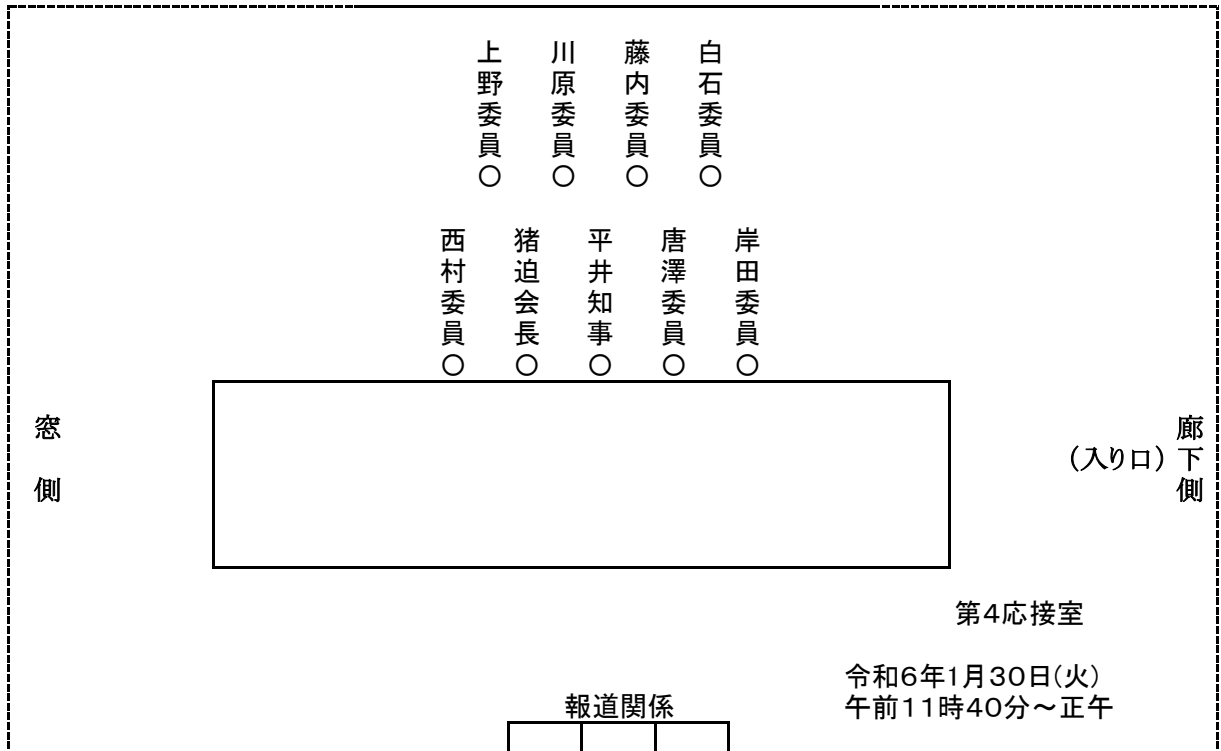 上野委員○
川原委員○
藤内委員○
白石委員○
西村委員○
猪迫会長○
平井知事○
唐澤委員○
岸田委員○
窓側
廊下側
（入り口）
第4応接室
令和6年1月30日(火)
午前11時40分～正午
報道関係